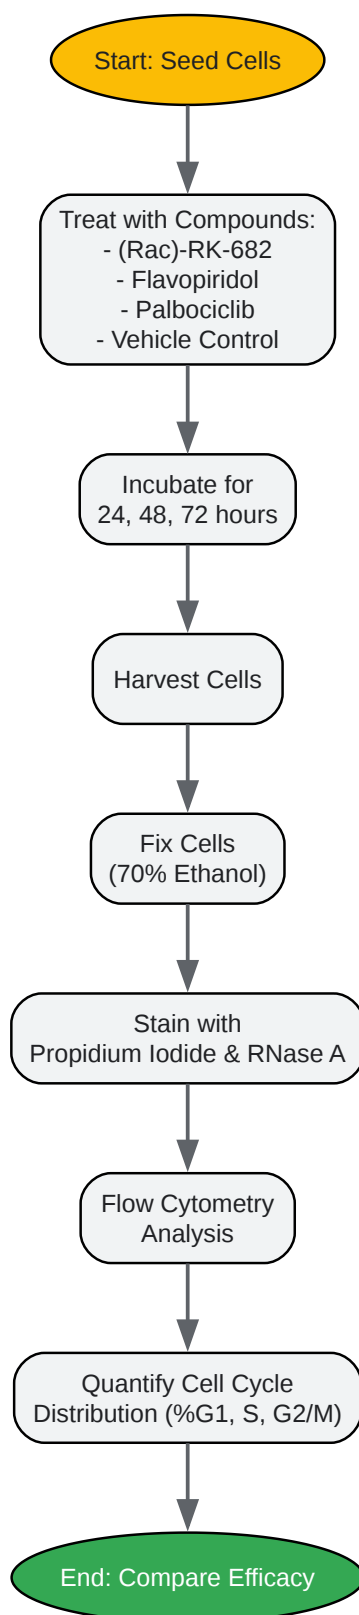 Start: Seed Cells
Treat with Compounds:
- (Rac)-RK-682
- Flavopiridol
- Palbociclib
- Vehicle Control
Incubate for
24, 48, 72 hours
Harvest Cells
Fix Cells
(70% Ethanol)
Stain with
Propidium Iodide & RNase A
Flow Cytometry
Analysis
Quantify Cell Cycle
Distribution (%G1, S, G2/M)
End: Compare Efficacy